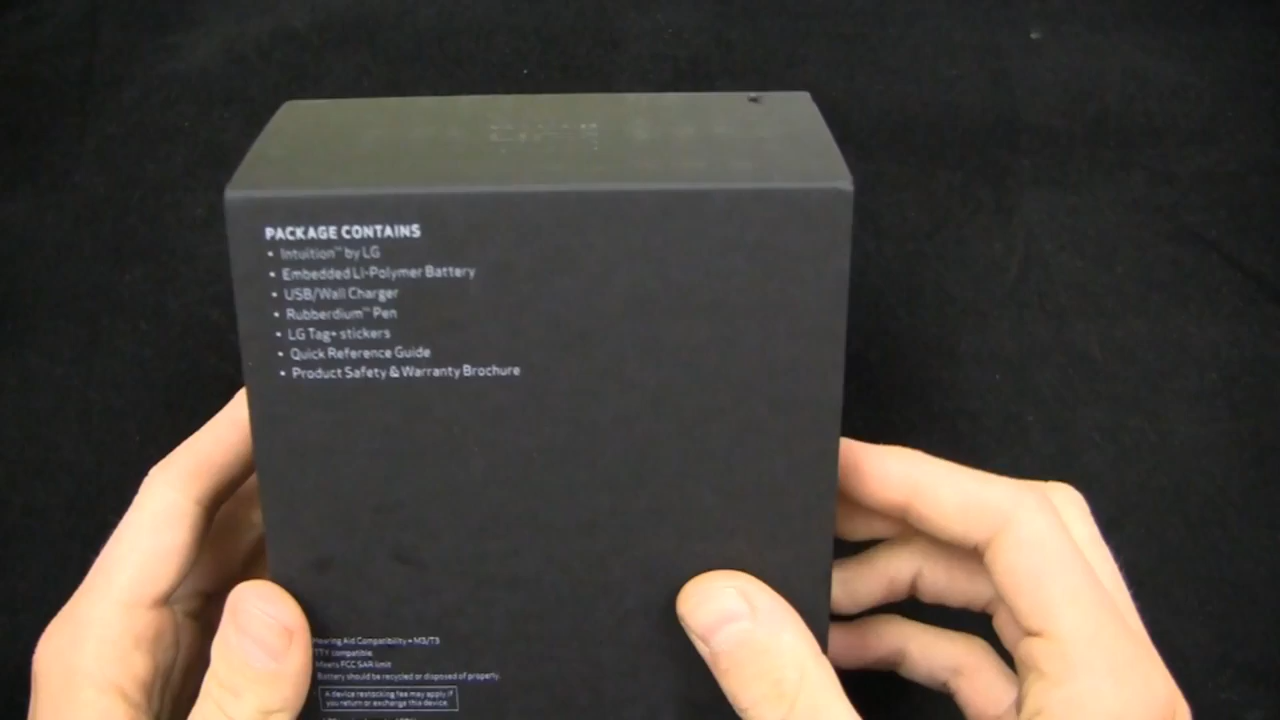 PACKAGE CONTAINS
• Intuition™ by LG
• Embedded Li-Polymer Battery
• USB/Wall Charger
• Rubberdium™ Pen
• LG Tag+ stickers
• Quick Reference Guide
• Product Safety & Warranty Brochure
Hearing Aid Compatibility = M3/T3
TTY compatible
Meets FCC SAR limit
Battery should be recycled or disposed of properly.
A device restocking fee may apply if
you return or exchange this device.